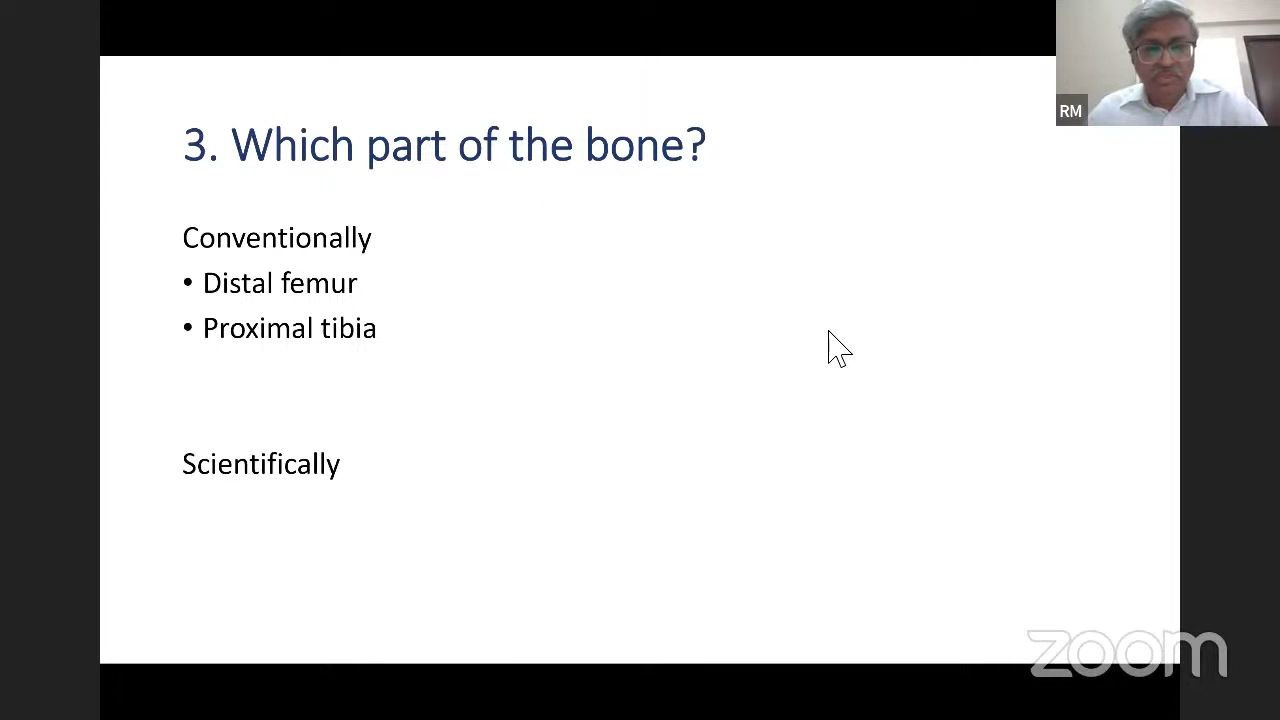 RM
3. Which part of the bone?
Conventionally
• Distal femur
• Proximal tibia
Scientifically
zoom